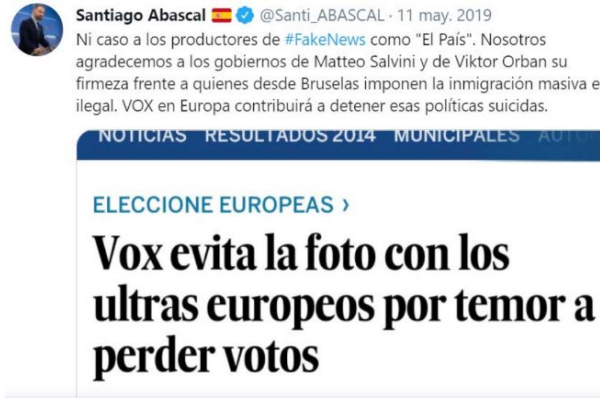 Santiago Abascal 🇪🇸 @Santi_ABASCAL · 11 may. 2019
Ni caso a los productores de #FakeNews como "El País". Nosotros
agradecemos a los gobiernos de Matteo Salvini y de Viktor Orban su
firmeza frente a quienes desde Bruselas imponen la inmigración masiva e
ilegal. VOX en Europa contribuirá a detener esas políticas suicidas.
NOTICIAS RESULTADOS 2014 MUNICIPALES
ELECCIONE EUROPEAS ›
Vox evita la foto con los
ultras europeos por temor a
perder votos